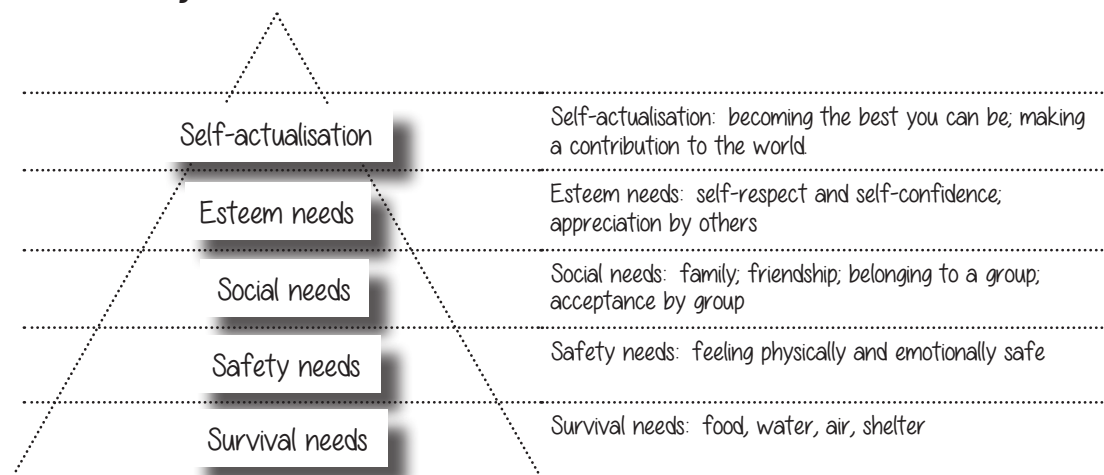 Self-actualisation
Self-actualisation: becoming the best you can be; making
a contribution to the world.
Esteem needs
Esteem needs: self-respect and self-confidence;
appreciation by others
Social needs
Social needs: family; friendship; belonging to a group;
acceptance by group
Safety needs
Safety needs: feeling physically and emotionally safe
Survival needs
Survival needs: food, water, air, shelter